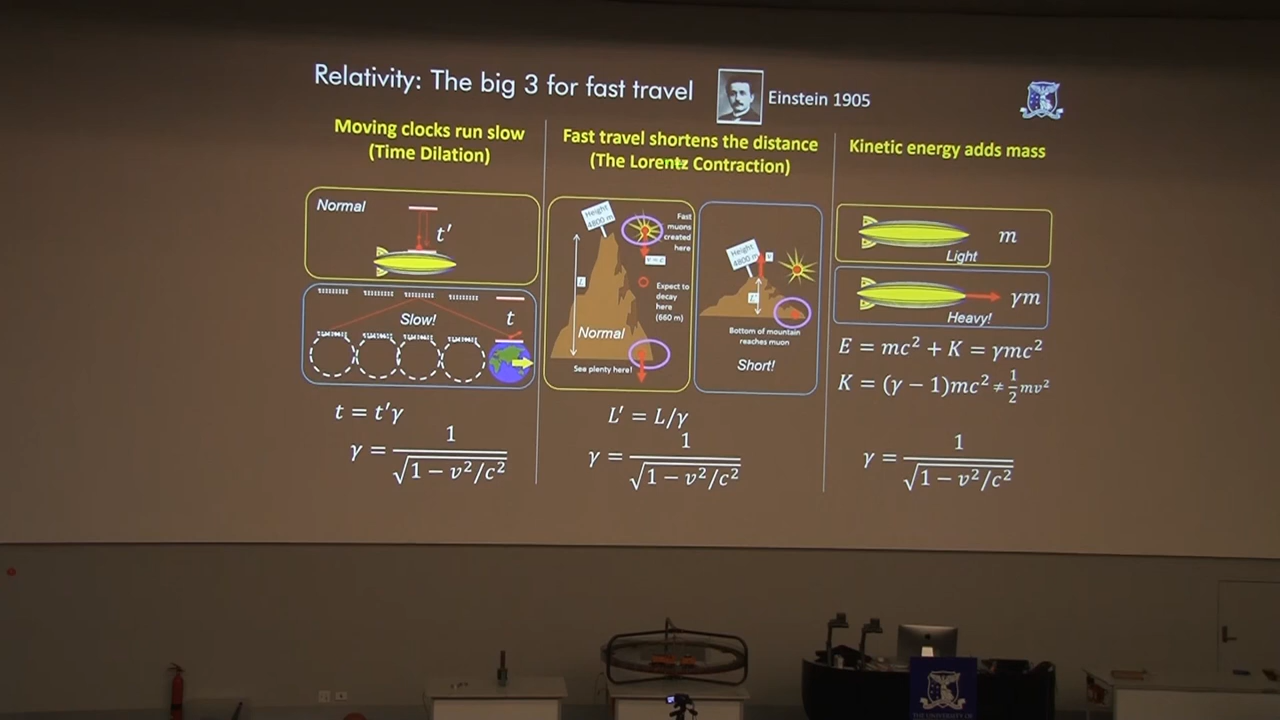 Relativity: The big 3 for fast travel
Einstein 1905
Moving clocks run slow
(Time Dilation)
Normal
t′
Slow!
t
t = t′γ
γ = 1/√(1 − v²/c²)
Fast travel shortens the distance
(The Lorentz Contraction)
Height
4800 m
Fast
muons
created
here
L
Expect to
decay
here
(660 m)
Normal
See plenty here!
Height
4800 m
v
Bottom of mountain
reaches muon
Short!
L′ = L/γ
γ = 1/√(1 − v²/c²)
Kinetic energy adds mass
m
Light
γm
Heavy!
E = mc² + K = γmc²
K = (γ − 1)mc² ≠ ½mv²
γ = 1/√(1 − v²/c²)
THE UNIVERSITY OF